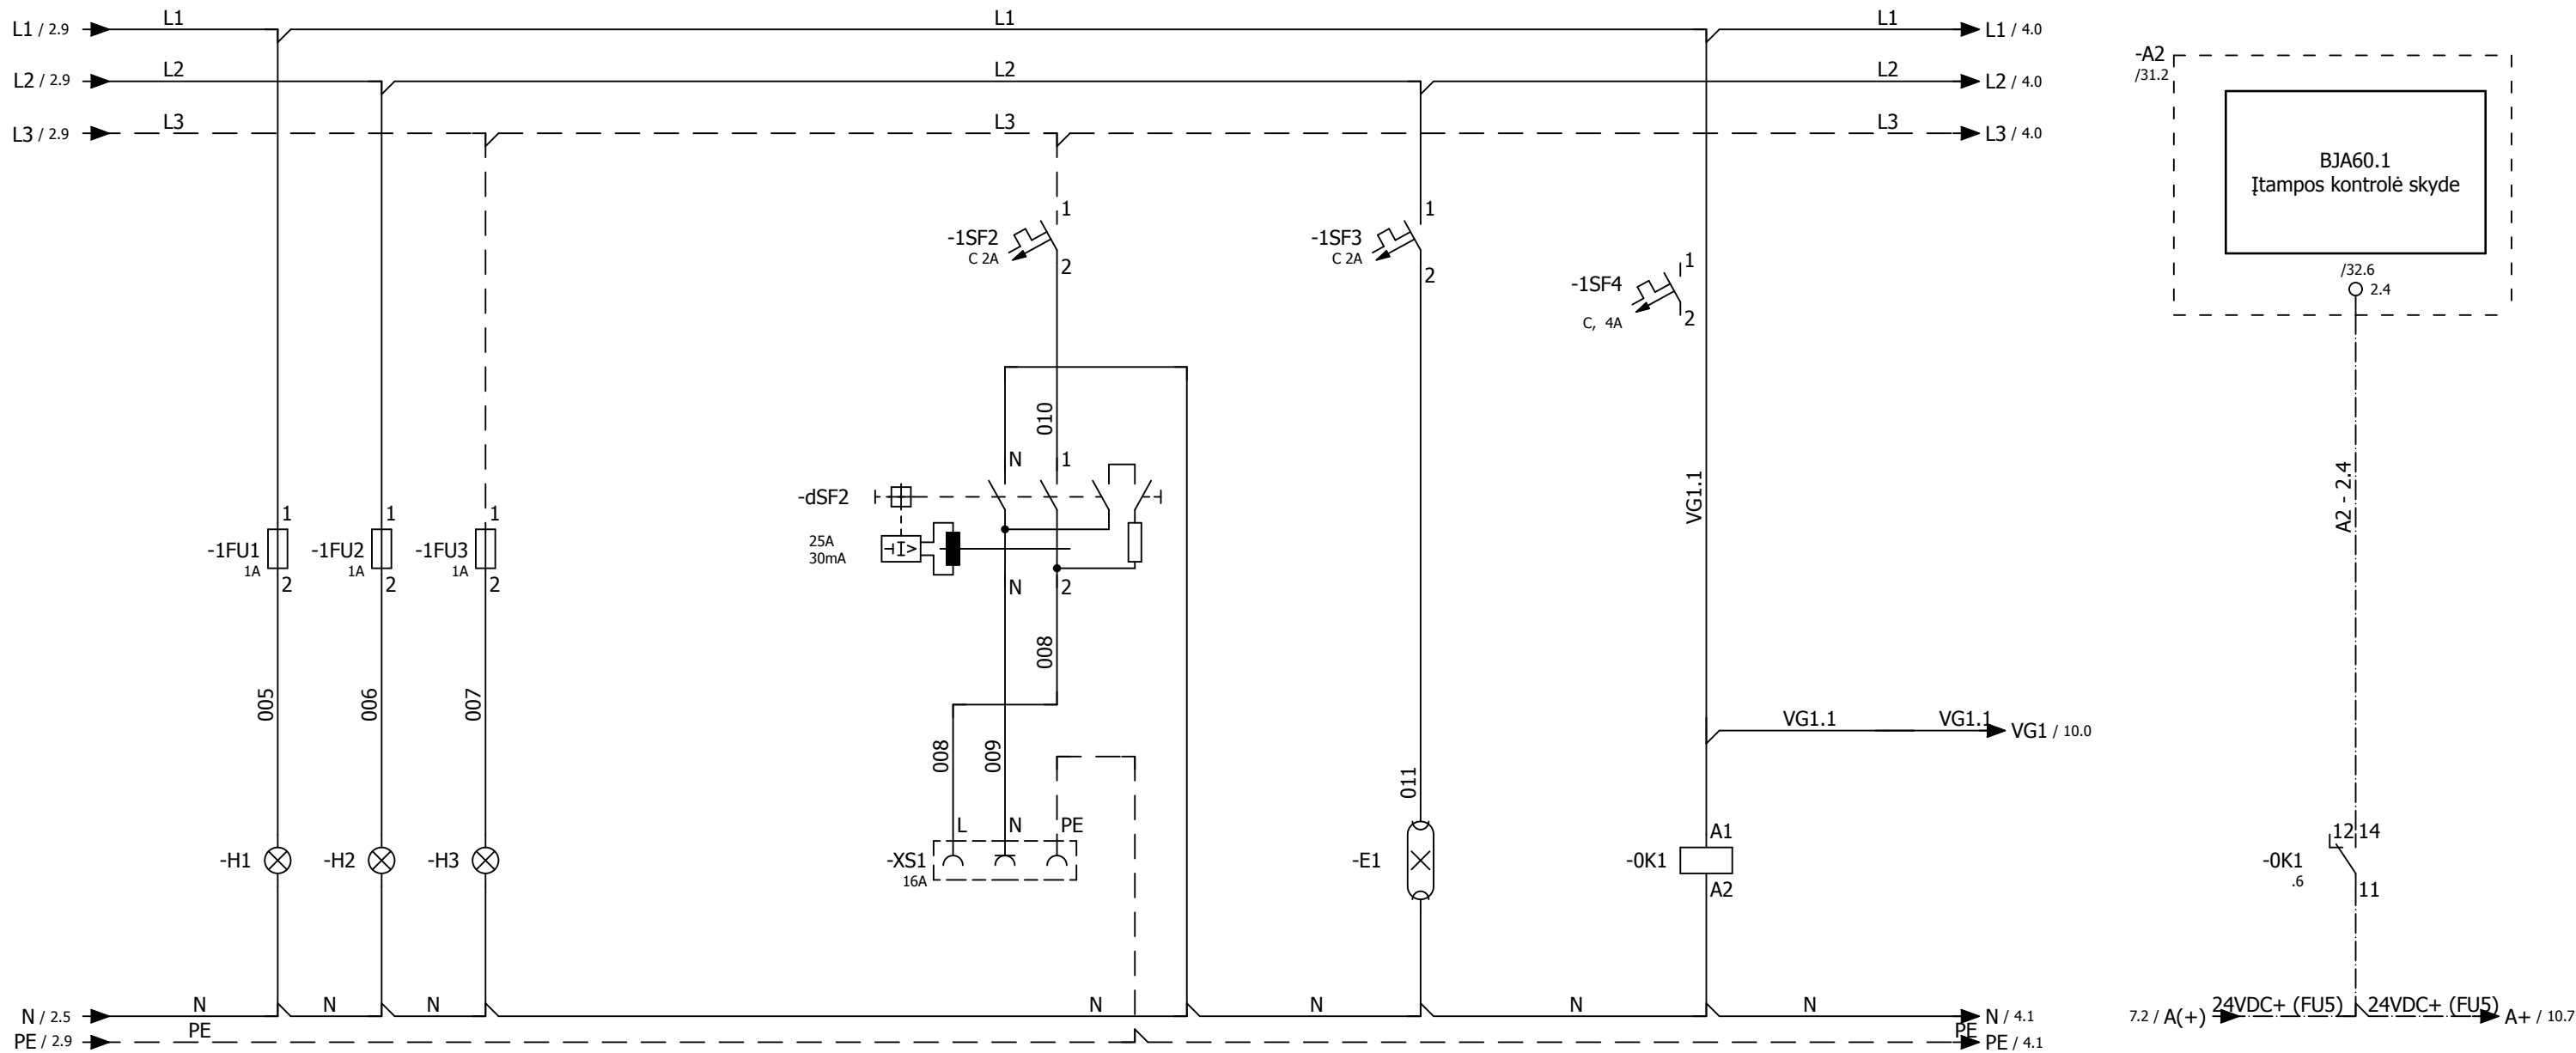 L1 / 2.9 L1 L1 L1 L1 / 4.0
L2 / 2.9 L2 L2 L2 L2 / 4.0
L3 / 2.9 L3 L3 L3 L3 / 4.0
-A2
/31.2
BJA60.1
Įtampos kontrolė skyde
/32.6
2.4
1
-1SF2
C 2A
2
1
-1SF3
C 2A
2
1
-1SF4
C, 4A
2
010
N 1
-dSF2
25A
30mA
N 2
VG1.1
A2 - 2.4
1
-1FU1
1A
2
1
-1FU2
1A
2
1
-1FU3
1A
2
005
006
007
008
008
009
011
VG1.1 VG1.1 VG1 / 10.0
-H1
-H2
-H3
L N PE
-XS1
16A
-E1
A1
-0K1
A2
12 14
-0K1
.6
11
N / 2.5 N N N N N N N N / 4.1
PE / 2.9 PE PE PE / 4.1
7.2 / A(+) 24VDC+ (FU5) 24VDC+ (FU5) A+ / 10.7